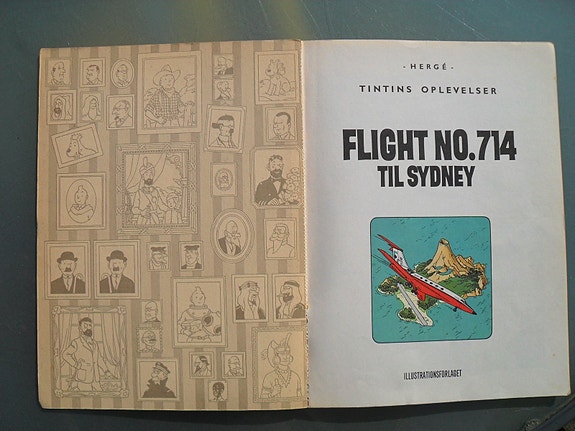 - HERGÉ -
TINTINS OPLEVELSER
FLIGHT NO.714
TIL SYDNEY
ILLUSTRATIONSFORLAGET